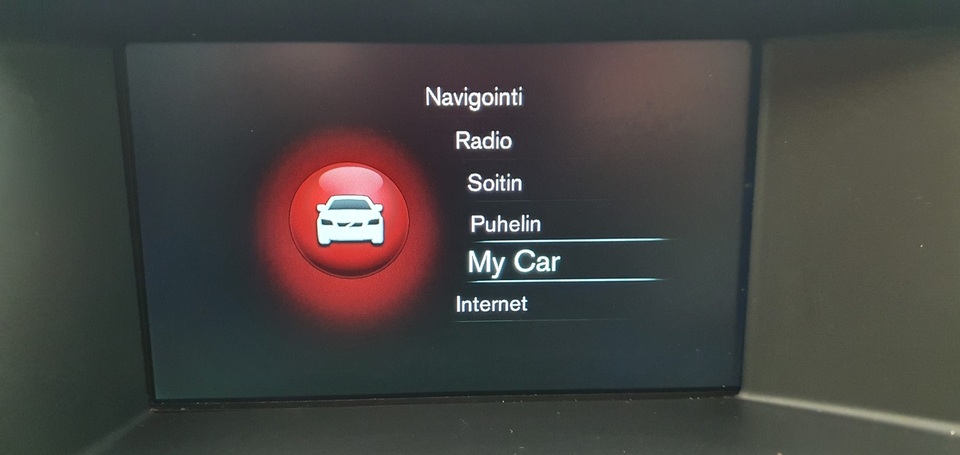 Navigointi
Radio
Soitin
Puhelin
My Car
Internet